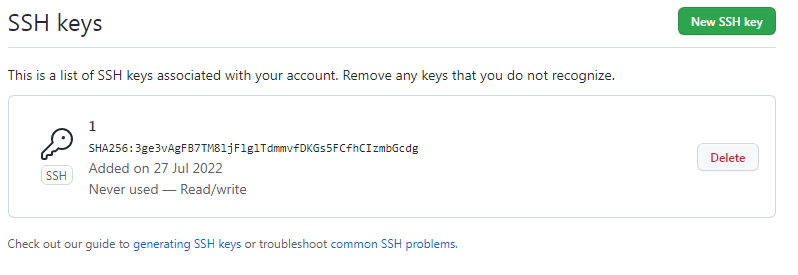 SSH keys
New SSH key
This is a list of SSH keys associated with your account. Remove any keys that you do not recognize.
1
SHA256:3ge3vAgFB7TM8ljFlglTdmmvfDKGs5FCfhCIzmbGcdg
Added on 27 Jul 2022
SSH
Never used — Read/write
Delete
Check out our guide to generating SSH keys or troubleshoot common SSH problems.